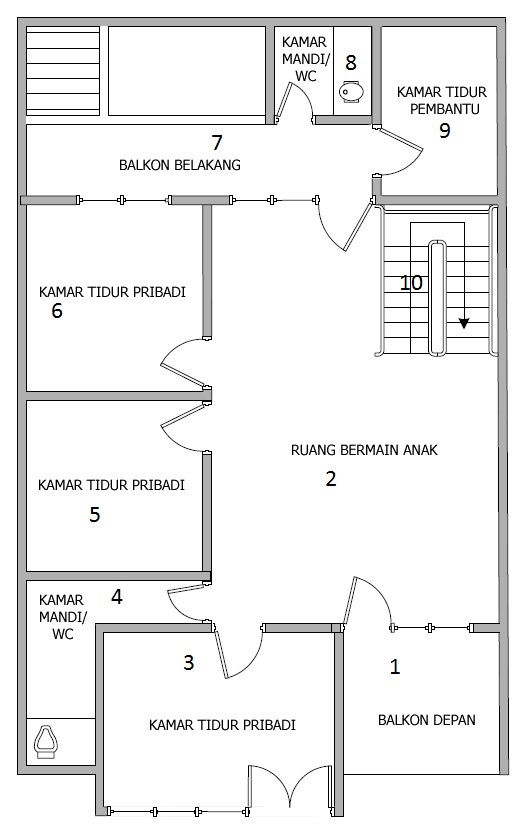 KAMAR
MANDI/
WC
8
KAMAR TIDUR
PEMBANTU
9
7
BALKON BELAKANG
10
KAMAR TIDUR PRIBADI
6
RUANG BERMAIN ANAK
2
KAMAR TIDUR PRIBADI
5
KAMAR
MANDI/
WC
4
3
KAMAR TIDUR PRIBADI
1
BALKON DEPAN